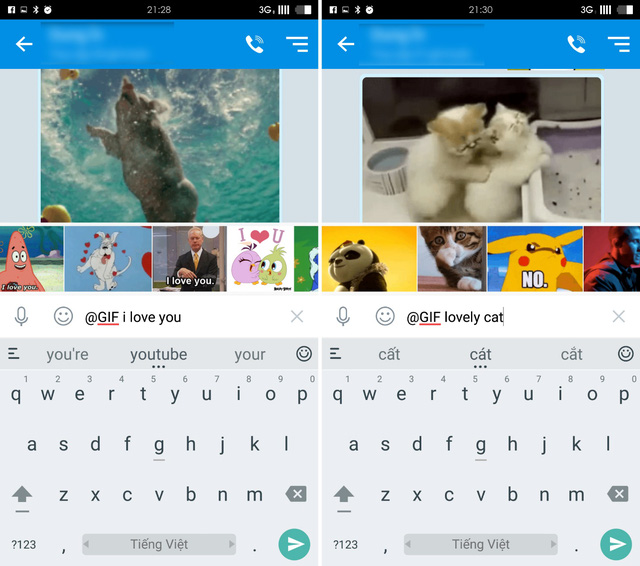 21:28
3G
I love you.
I love you.
I ♥ U
@GIF i love you
you're youtube your
1 2 3 4 5 6 7 8 9 0
q w e r t y u i o p
a s d f g h j k l
z x c v b n m
?123 , Tiếng Việt .
21:30
3G
NO.
@GIF lovely cat
cất cát cắt
1 2 3 4 5 6 7 8 9 0
q w e r t y u i o p
a s d f g h j k l
z x c v b n m
?123 , Tiếng Việt .